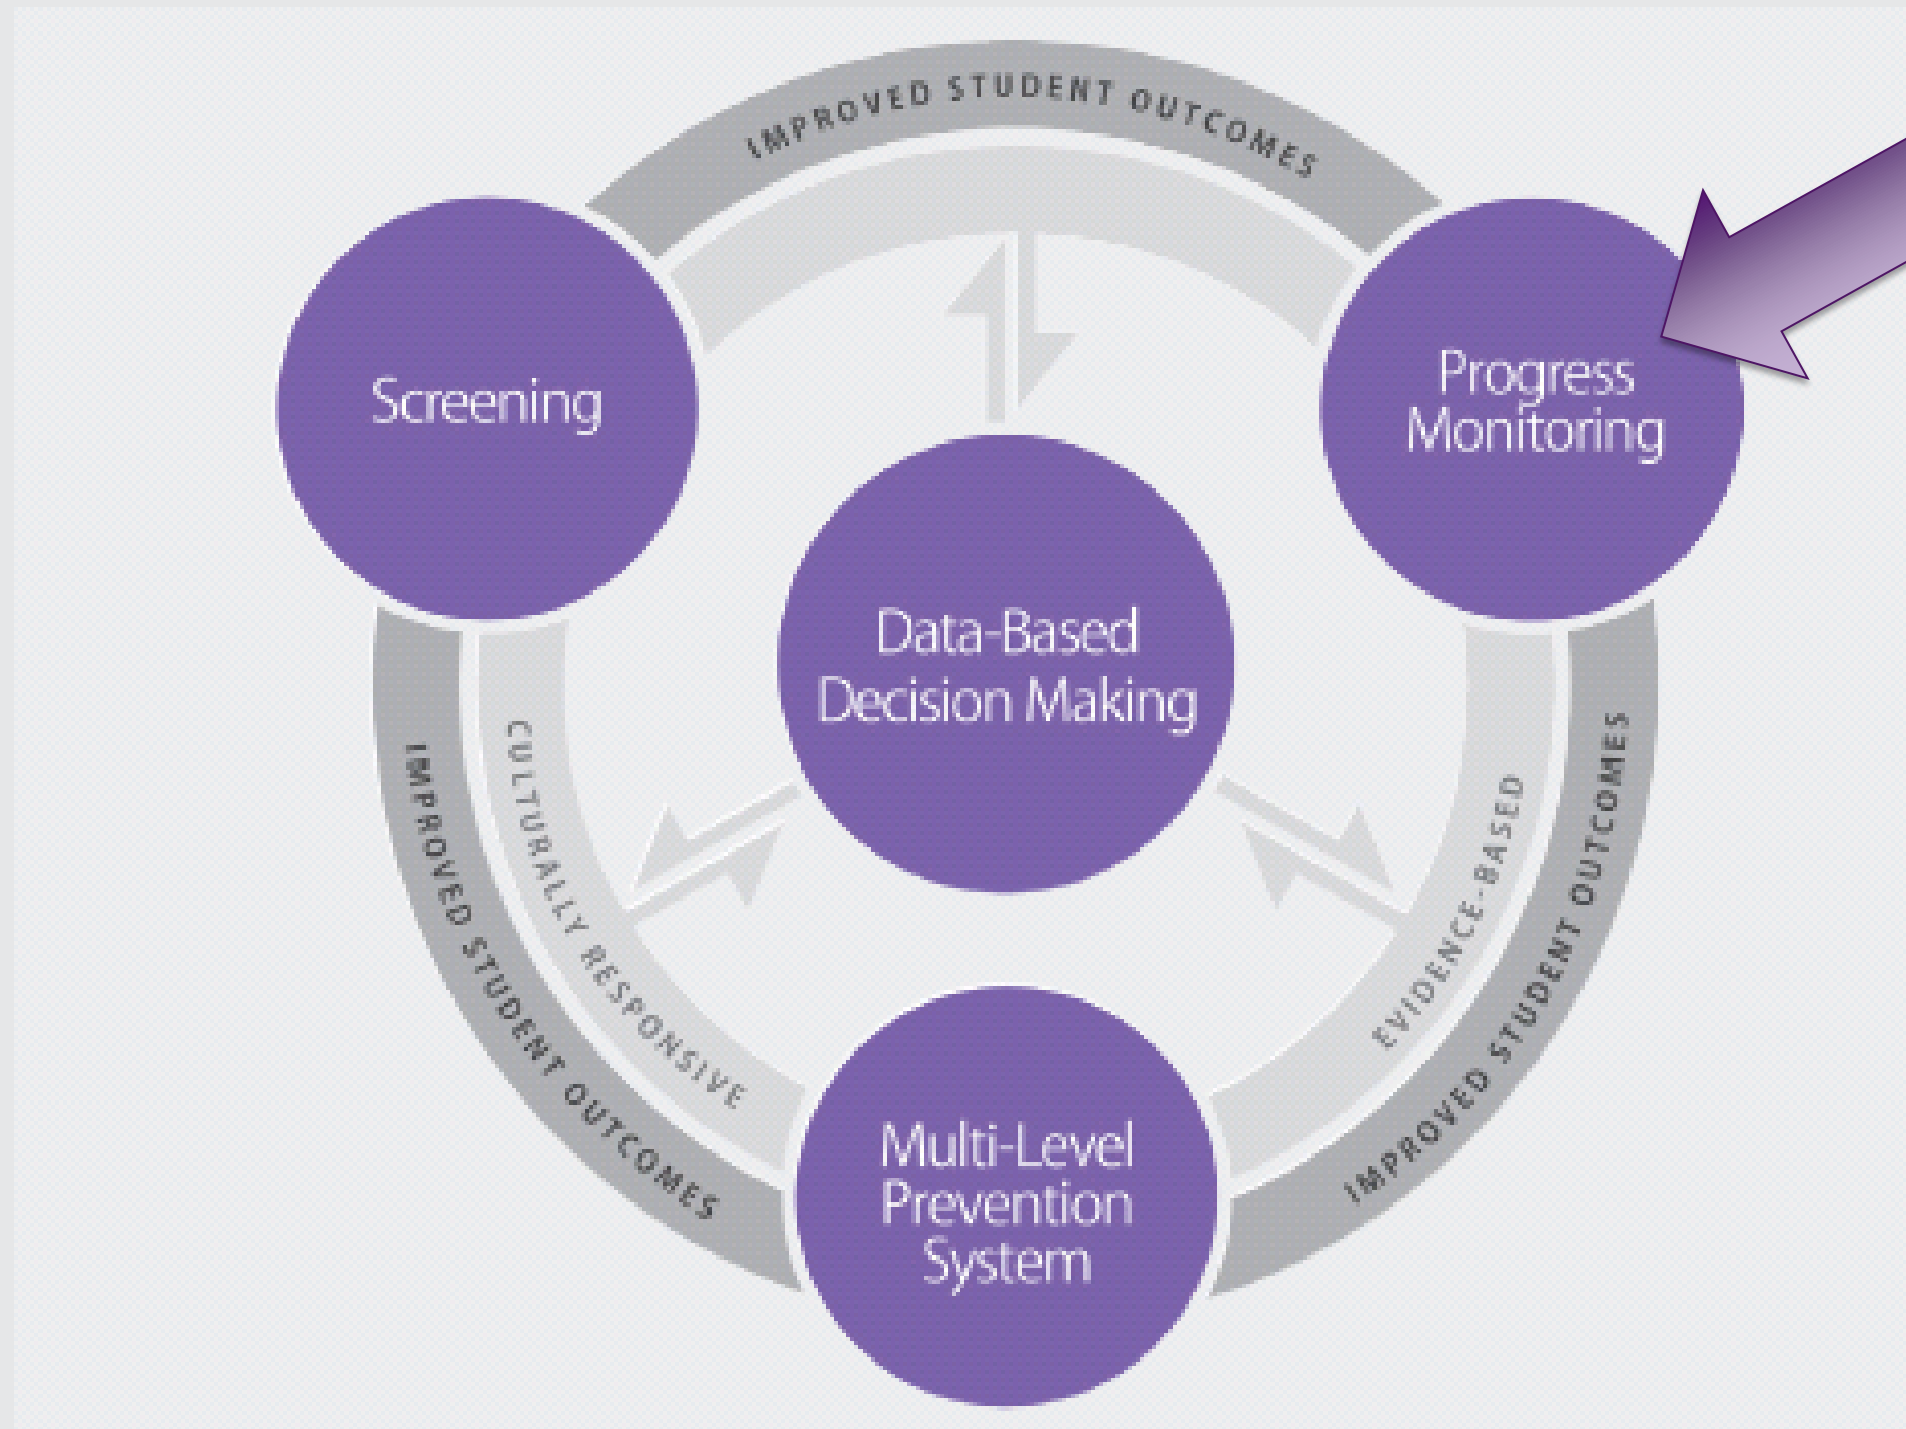 IMPROVED STUDENT OUTCOMES
Screening
Progress
Monitoring
Data-Based
Decision Making
IMPROVED STUDENT OUTCOMES
CULTURALLY RESPONSIVE
EVIDENCE-BASED
IMPROVED STUDENT OUTCOMES
Multi-Level
Prevention
System